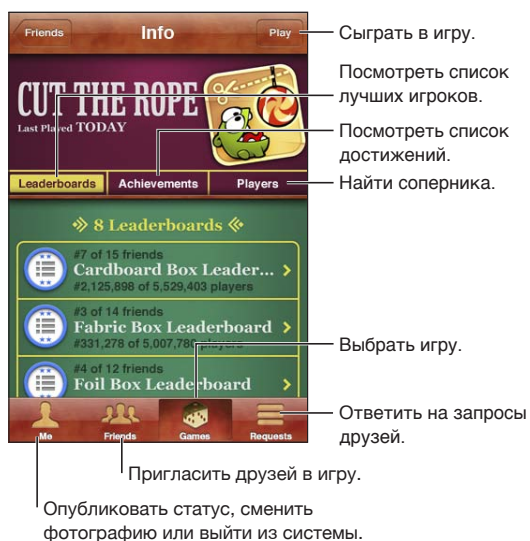 Friends
Info
Play
Сыграть в игру.
CUT THE ROPE
Last Played TODAY
Посмотреть список
лучших игроков.
Посмотреть список
достижений.
Leaderboards
Achievements
Players
Найти соперника.
8 Leaderboards
#7 of 15 friends
Cardboard Box Leader...
#2,125,898 of 5,529,403 players
#3 of 14 friends
Fabric Box Leaderboard
#331,278 of 5,007,780 players
Выбрать игру.
#4 of 12 friends
Foil Box Leaderboard
Me
Friends
Games
Requests
Ответить на запросы
друзей.
Пригласить друзей в игру.
Опубликовать статус, сменить
фотографию или выйти из системы.